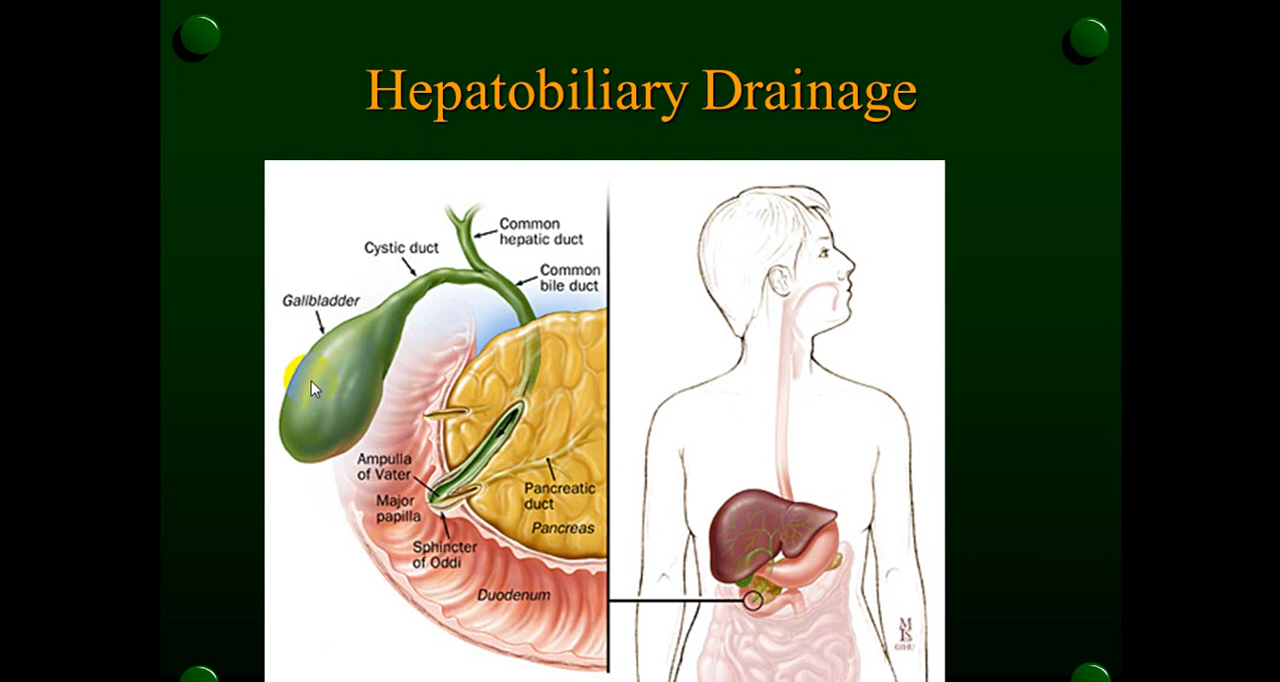 Hepatobiliary Drainage
Common
hepatic duct
Cystic duct
Common
bile duct
Gallbladder
Ampulla
of Vater
Pancreatic
duct
Major
papilla
Pancreas
Sphincter
of Oddi
Duodenum